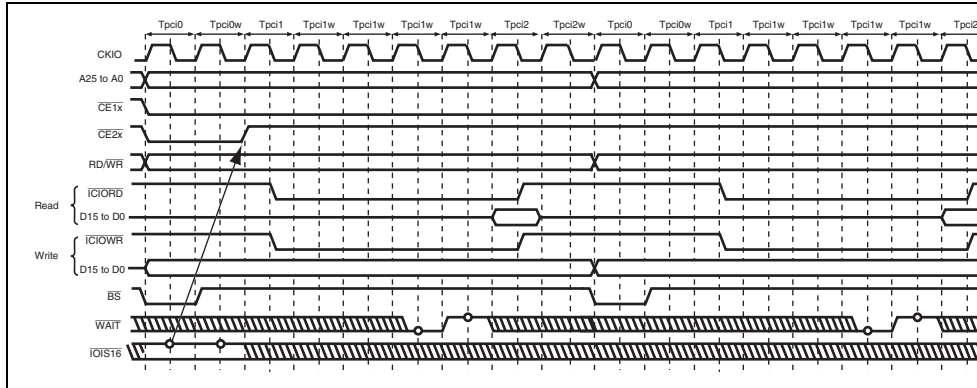 Tpci0 Tpci0w Tpci1 Tpci1w Tpci1w Tpci1w Tpci1w Tpci2 Tpci2w Tpci0 Tpci0w Tpci1 Tpci1w Tpci1w Tpci1w Tpci1w Tpci2
CKIO
A25 to A0
CE1x
CE2x
RD/WR
Read
ICIORD
D15 to D0
Write
ICIOWR
D15 to D0
BS
WAIT
IOIS16